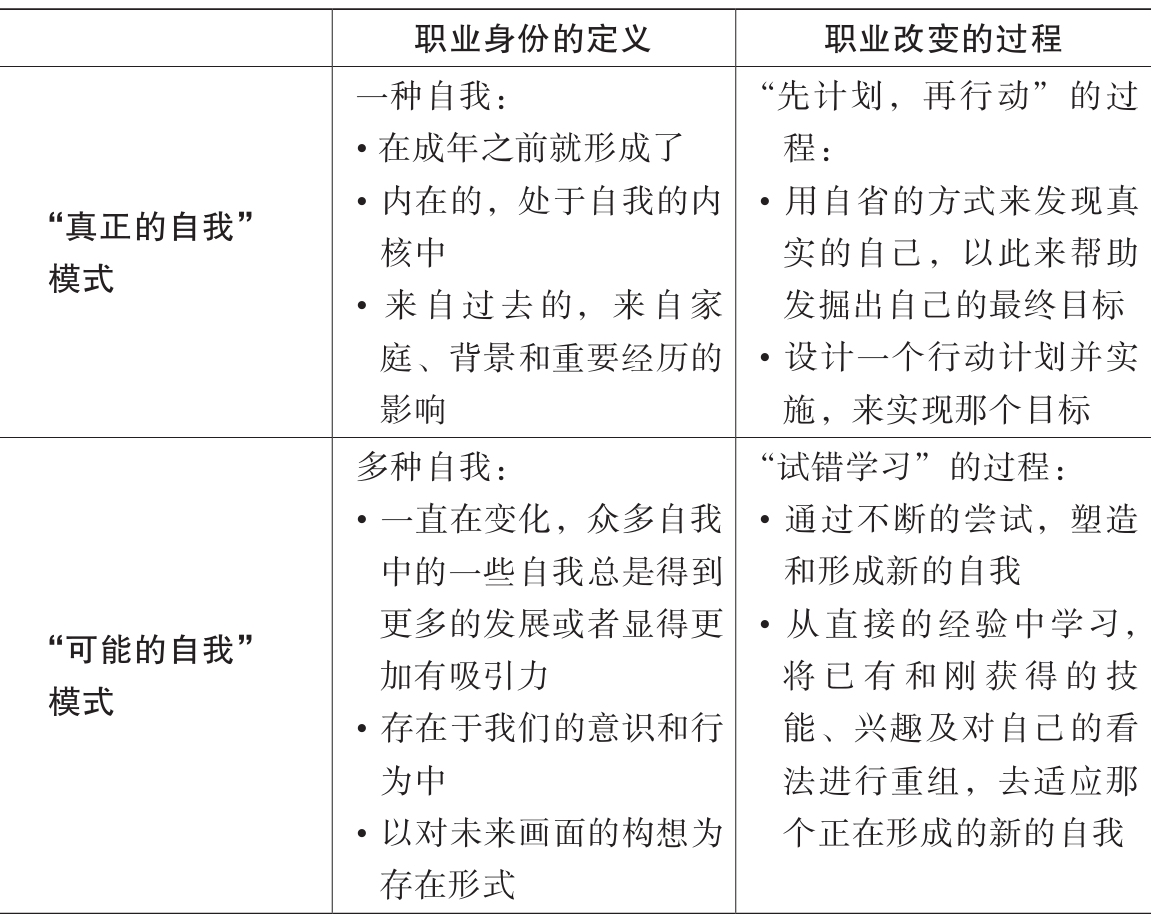 职业身份的定义
职业改变的过程
“真正的自我”
模式
一种自我：
• 在成年之前就形成了
• 内在的，处于自我的内
核中
• 来自过去的，来自家
庭、背景和重要经历的
影响
“先计划，再行动”的过
程：
• 用自省的方式来发现真
实的自己，以此来帮助
发掘出自己的最终目标
• 设计一个行动计划并实
施，来实现那个目标
“可能的自我”
模式
多种自我：
• 一直在变化，众多自我
中的一些自我总是得到
更多的发展或者显得更
加有吸引力
• 存在于我们的意识和行
为中
• 以对未来画面的构想为
存在形式
“试错学习”的过程：
• 通过不断的尝试，塑造
和形成新的自我
• 从直接的经验中学习，
将已有和刚获得的技
能、兴趣及对自己的看
法进行重组，去适应那
个正在形成的新的自我